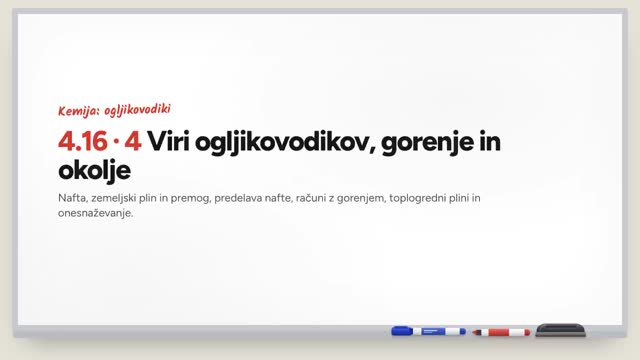 Kemija: ogljikovodiki
4.16 · 4 Viri ogljikovodikov, gorenje in
okolje
Nafta, zemeljski plin in premog, predelava nafte, računi z gorenjem, toplogredni plini in
onesnaževanje.